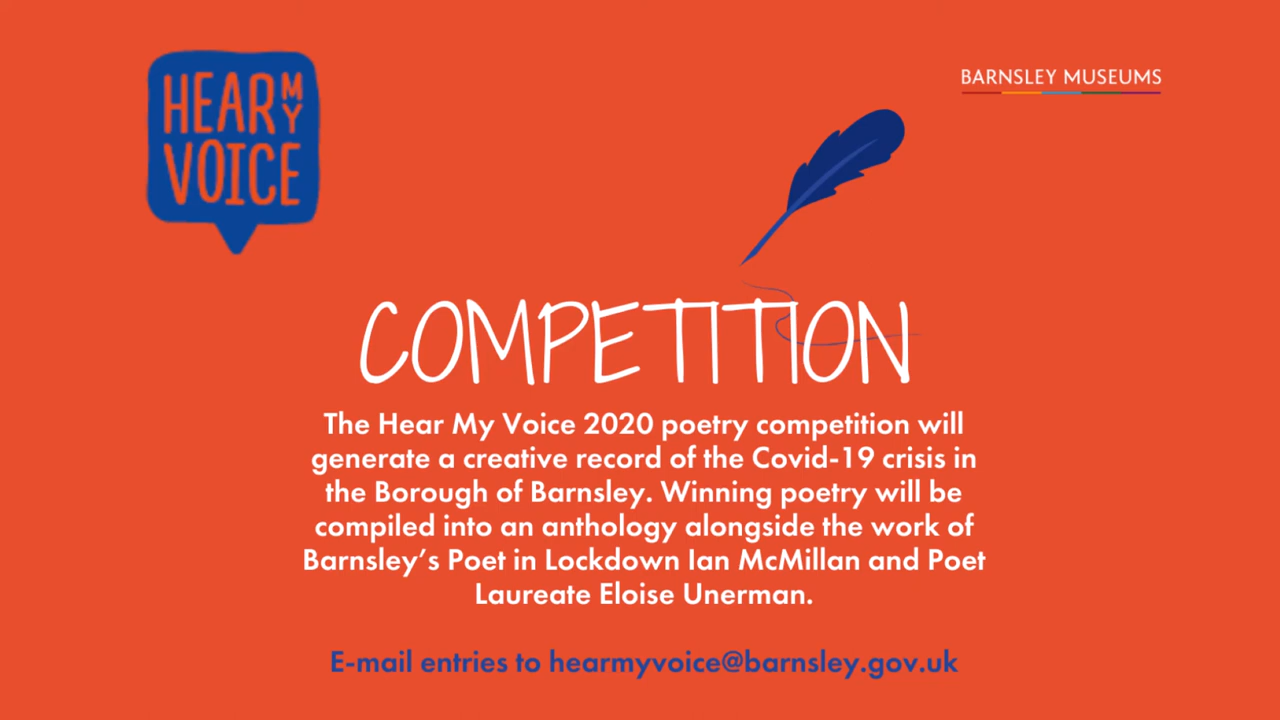 HEAR MY
VOICE
BARNSLEY MUSEUMS
COMPETITION
The Hear My Voice 2020 poetry competition will
generate a creative record of the Covid-19 crisis in
the Borough of Barnsley. Winning poetry will be
compiled into an anthology alongside the work of
Barnsley’s Poet in Lockdown Ian McMillan and Poet
Laureate Eloise Unerman.
E-mail entries to hearmyvoice@barnsley.gov.uk